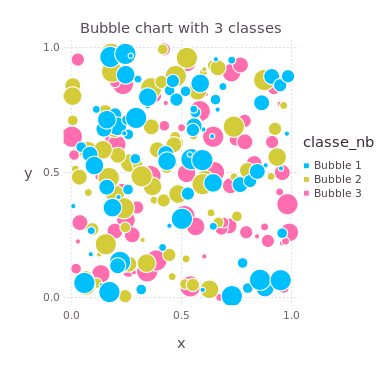 Bubble chart with 3 classes
1.0
0.5
0.0
y
0.0
0.5
1.0
x
classe_nb
Bubble 1
Bubble 2
Bubble 3